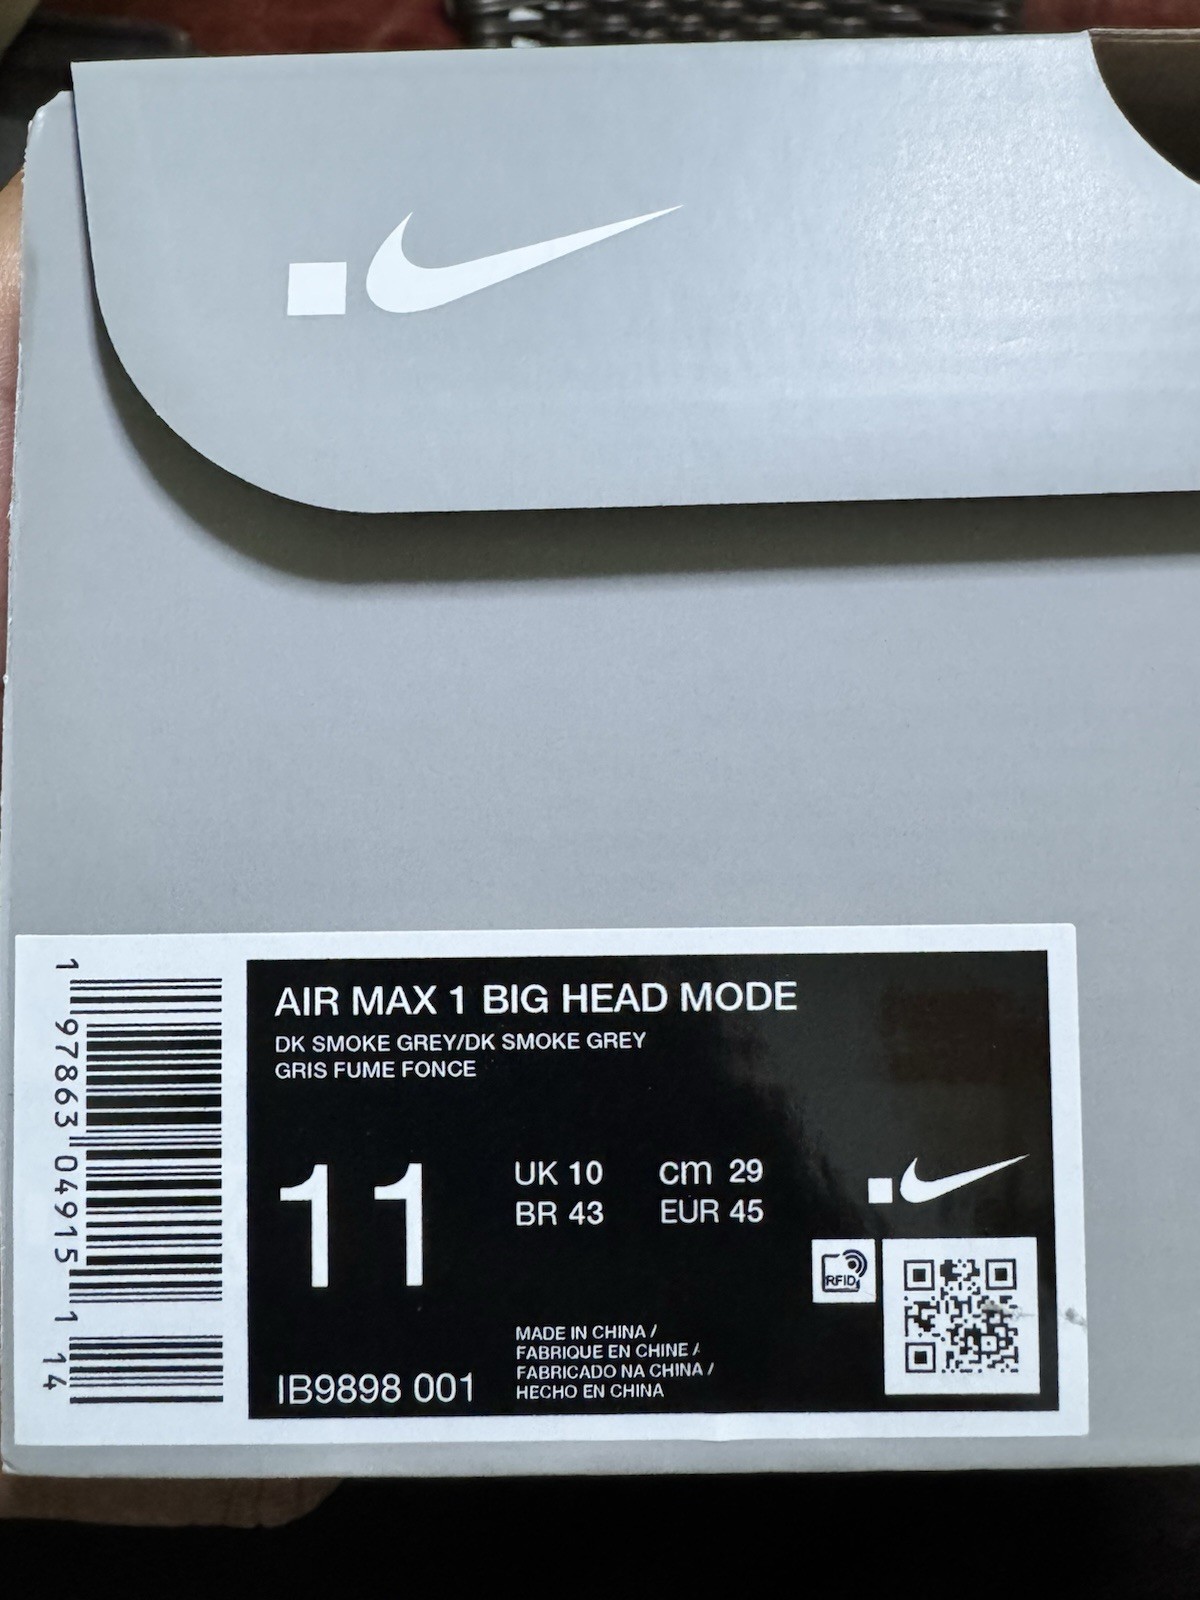 AIR MAX 1 BIG HEAD MODE
DK SMOKE GREY/DK SMOKE GREY
GRIS FUME FONCE
11
UK 10 cm 29
BR 43 EUR 45
RFID
MADE IN CHINA /
FABRIQUE EN CHINE /
FABRICADO NA CHINA /
HECHO EN CHINA
IB9898 001
1 97863 04915 1 14